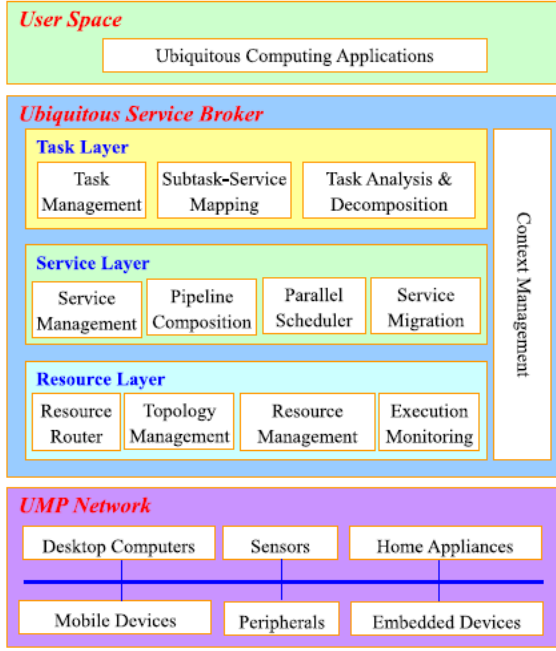 User Space
Ubiquitous Computing Applications
Ubiquitous Service Broker
Task Layer
Task
Management
Subtask-Service
Mapping
Task Analysis &
Decomposition
Service Layer
Service
Management
Pipeline
Composition
Parallel
Scheduler
Service
Migration
Resource Layer
Resource
Router
Topology
Management
Resource
Management
Execution
Monitoring
Context Management
UMP Network
Desktop Computers
Sensors
Home Appliances
Mobile Devices
Peripherals
Embedded Devices